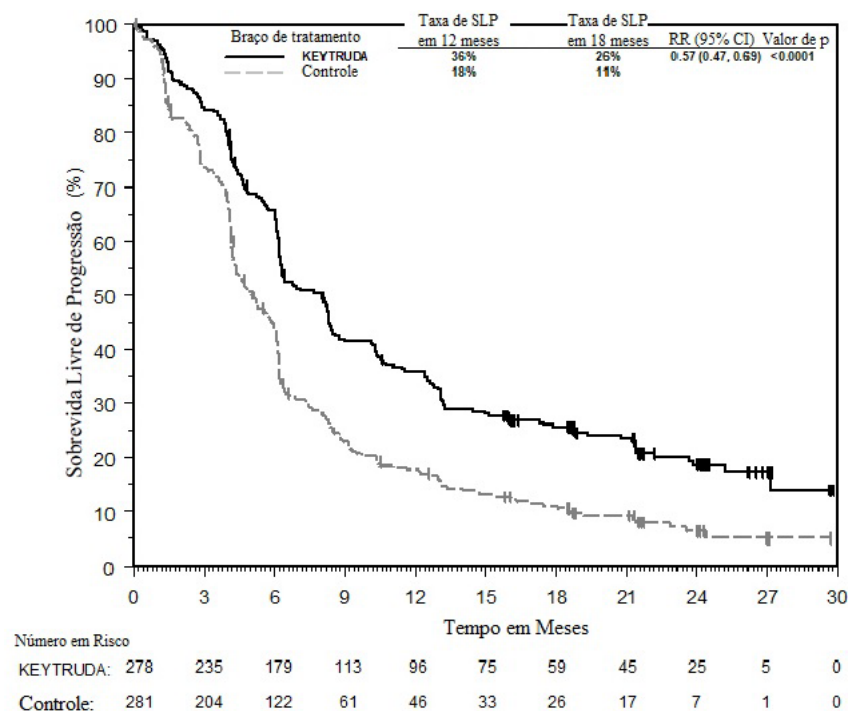 Taxa de SLP Taxa de SLP
Braço de tratamento em 12 meses em 18 meses RR (95% CI) Valor de p
KEYTRUDA 36% 26% 0.57 (0.47, 0.69) <0.0001
Controle 18% 11%
Sobrevida Livre de Progressão (%)
100
90
80
70
60
50
40
30
20
10
0
0 3 6 9 12 15 18 21 24 27 30
Tempo em Meses
Número em Risco
KEYTRUDA: 278 235 179 113 96 75 59 45 25 5 0
Controle: 281 204 122 61 46 33 26 17 7 1 0